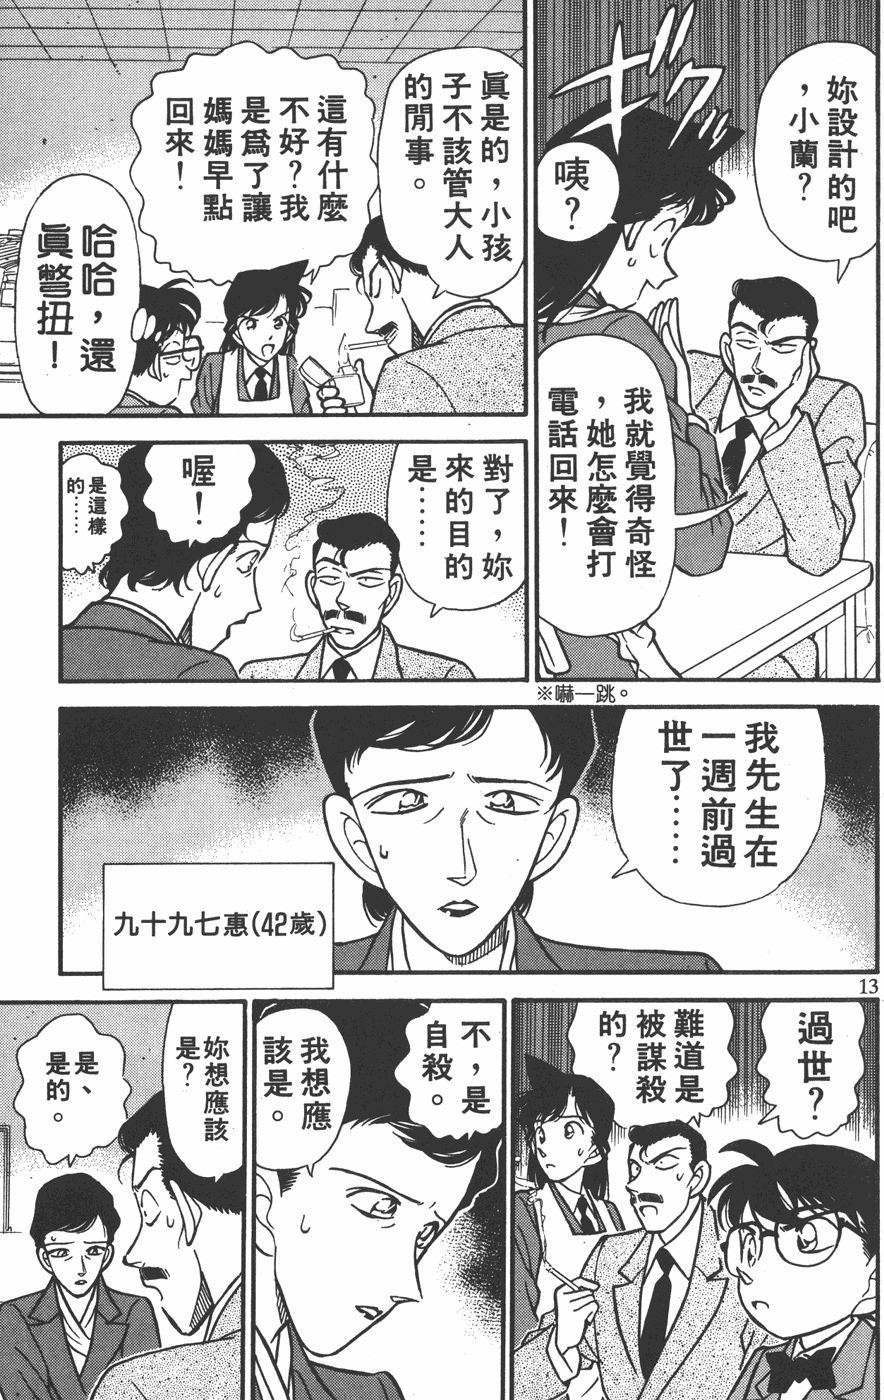 妳設計的吧
，小蘭？
咦？
ギクッ
我就覺得奇怪
，她怎麼會打
電話回來！
※嚇一跳。
真是的，小孩
子不該管大人
的閒事。
這有什麼
不好？我
是為了讓
媽媽早點
回來！
哈哈，還
真彆扭！
對了，妳
來的目的
是……
喔！
是這樣
的……
我先生在
一週前過
世了……
九十九七惠(42歲)
13
過世？
難道是
被謀殺
的？
不，是
自殺。
我想應
該是。
妳想應該
是？
是、
是的。